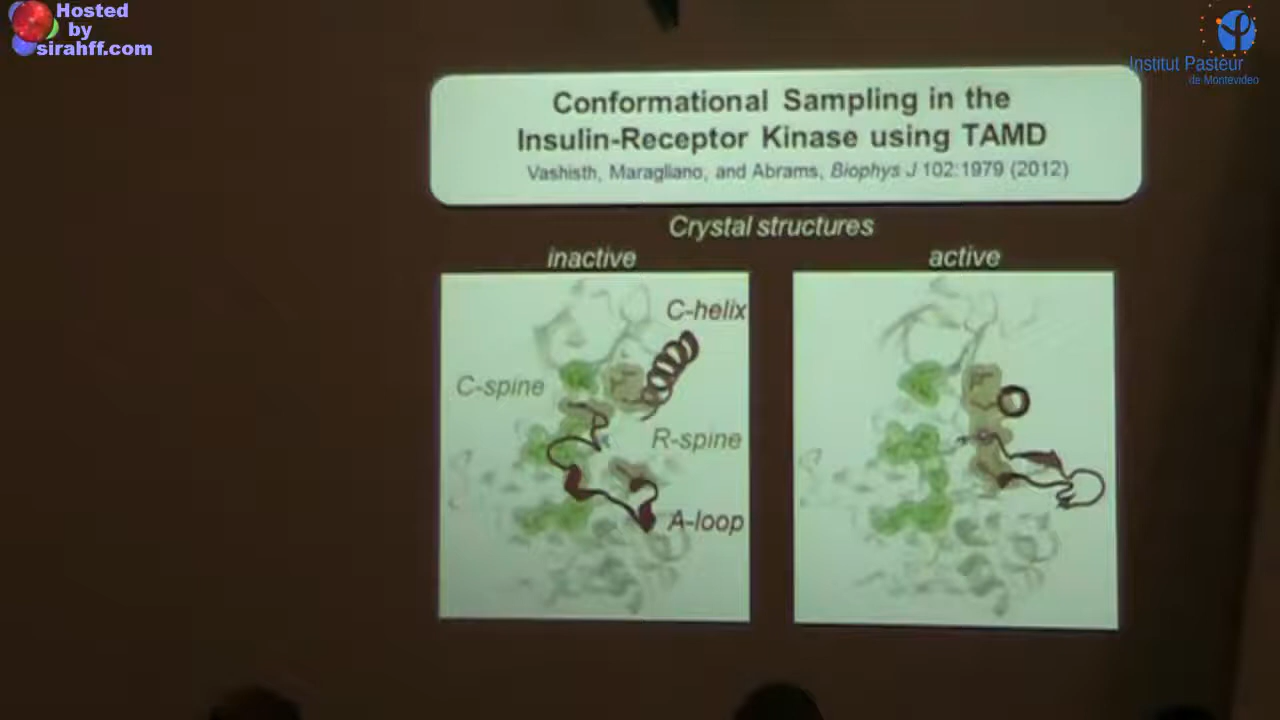 Hosted
by
sirahff.com
Institut Pasteur
de Montevideo
Conformational Sampling in the
Insulin-Receptor Kinase using TAMD
Vashisth, Maragliano, and Abrams, Biophys J 102:1979 (2012)
Crystal structures
inactive
active
C-helix
C-spine
R-spine
A-loop